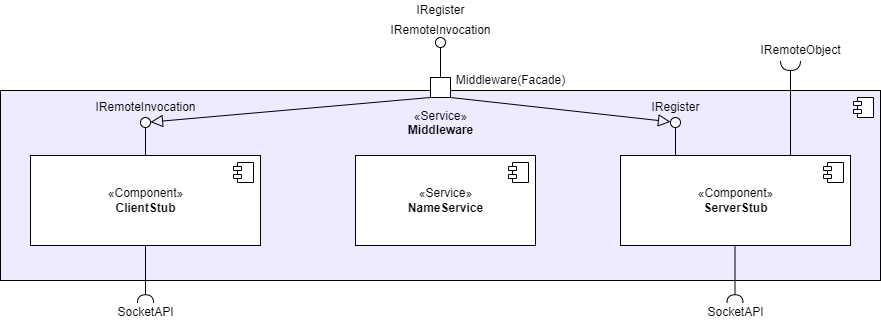 IRegister
IRemoteInvocation
IRemoteObject
Middleware(Facade)
IRemoteInvocation
IRegister
«Service»
Middleware
«Component»
ClientStub
«Service»
NameService
«Component»
ServerStub
SocketAPI
SocketAPI